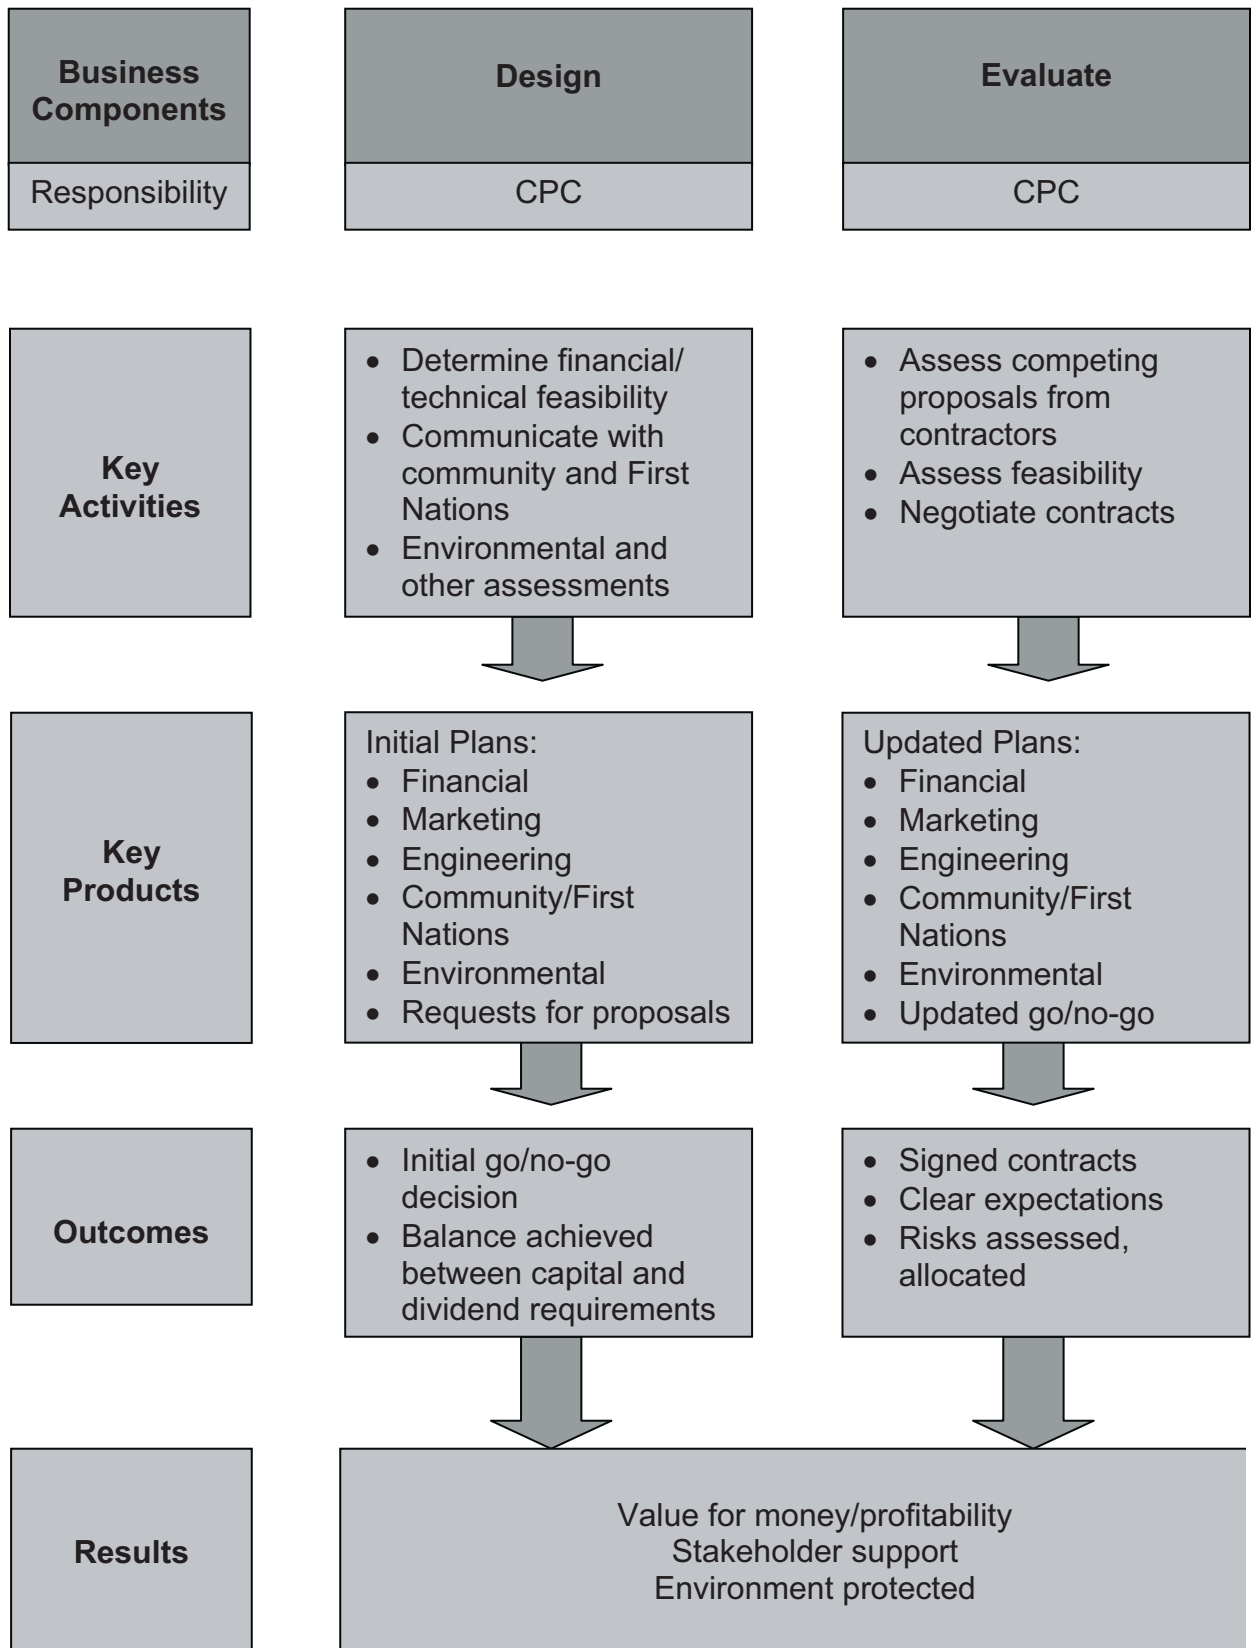 Business
Components
Design
Evaluate
Responsibility
CPC
CPC
Key
Activities
• Determine financial/
technical feasibility
• Communicate with
community and First
Nations
• Environmental and
other assessments
• Assess competing
proposals from
contractors
• Assess feasibility
• Negotiate contracts
Key
Products
Initial Plans:
• Financial
• Marketing
• Engineering
• Community/First
Nations
• Environmental
• Requests for proposals
Updated Plans:
• Financial
• Marketing
• Engineering
• Community/First
Nations
• Environmental
• Updated go/no-go
Outcomes
• Initial go/no-go
decision
• Balance achieved
between capital and
dividend requirements
• Signed contracts
• Clear expectations
• Risks assessed,
allocated
Results
Value for money/profitability
Stakeholder support
Environment protected